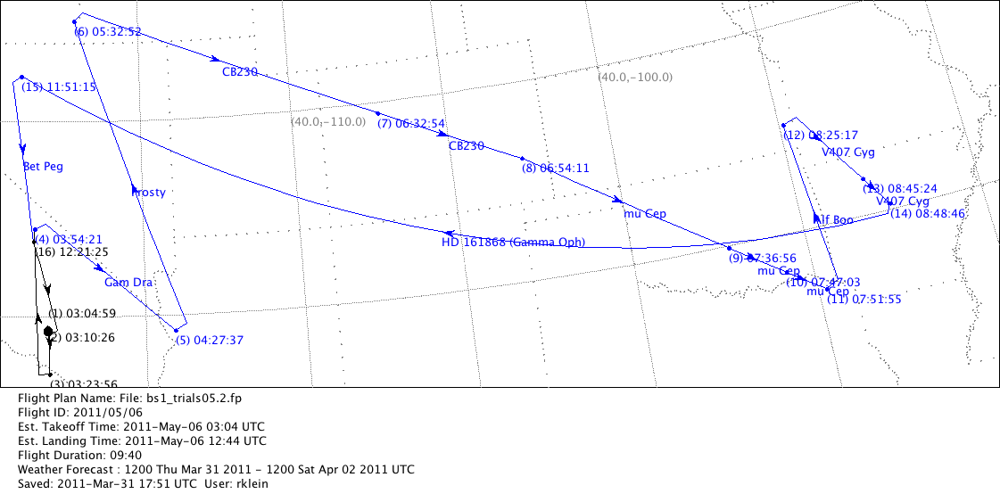 (6) 05:32:52
CB230
(40.0,-100.0)
(15) 11:51:15
(40.0,-110.0)
(7) 06:32:54
CB230
(12) 08:25:17
V407 Cyg
Bet Peg
(8) 06:54:11
Frosty
(13) 08:45:24
V407 Cyg
mu Cep
(14) 08:48:46
lf Boo
(4) 03:54:21
HD 161868 (Gamma Oph)
(16) 12:21:25
(9) 07:36:56
mu Cep
Gam Dra
(10) 07:47:03
mu Cep
(11) 07:51:55
(1) 03:04:59
(2) 03:10:26
(5) 04:27:37
(3) 03:23:56
Flight Plan Name: File: bs1_trials05.2.fp
Flight ID: 2011/05/06
Est. Takeoff Time: 2011-May-06 03:04 UTC
Est. Landing Time: 2011-May-06 12:44 UTC
Flight Duration: 09:40
Weather Forecast : 1200 Thu Mar 31 2011 - 1200 Sat Apr 02 2011 UTC
Saved: 2011-Mar-31 17:51 UTC  User: rklein